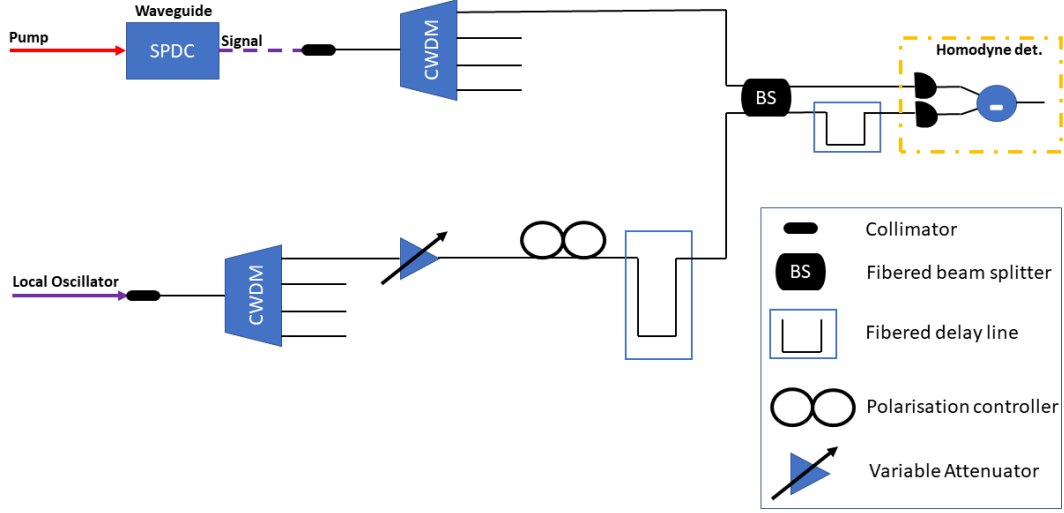 Waveguide
Pump
SPDC
Signal
CWDM
Homodyne det.
BS
-
Local Oscillator
CWDM
Collimator
BS
Fibered beam splitter
Fibered delay line
Polarisation controller
Variable Attenuator